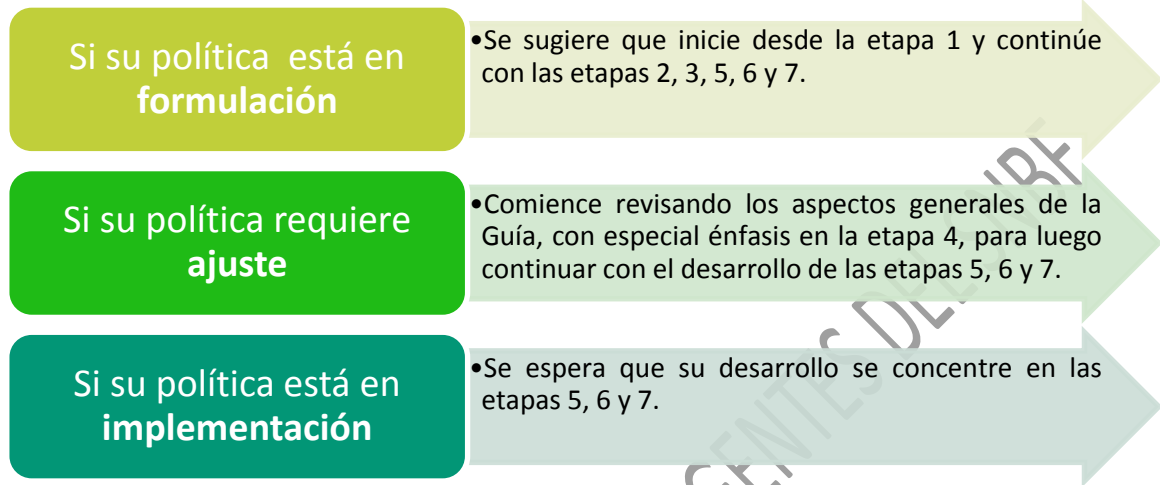 Si su política está en
formulación
•Se sugiere que inicie desde la etapa 1 y continúe
con las etapas 2, 3, 5, 6 y 7.
Si su política requiere
ajuste
•Comience revisando los aspectos generales de la
Guía, con especial énfasis en la etapa 4, para luego
continuar con el desarrollo de las etapas 5, 6 y 7.
Si su política está en
implementación
•Se espera que su desarrollo se concentre en las
etapas 5, 6 y 7.
DEL SNBF